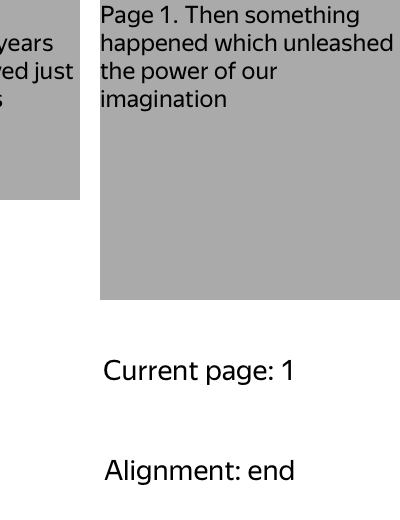 years
just
Page 1. Then something
happened which unleashed
the power of our
imagination
Current page: 1
Alignment: end